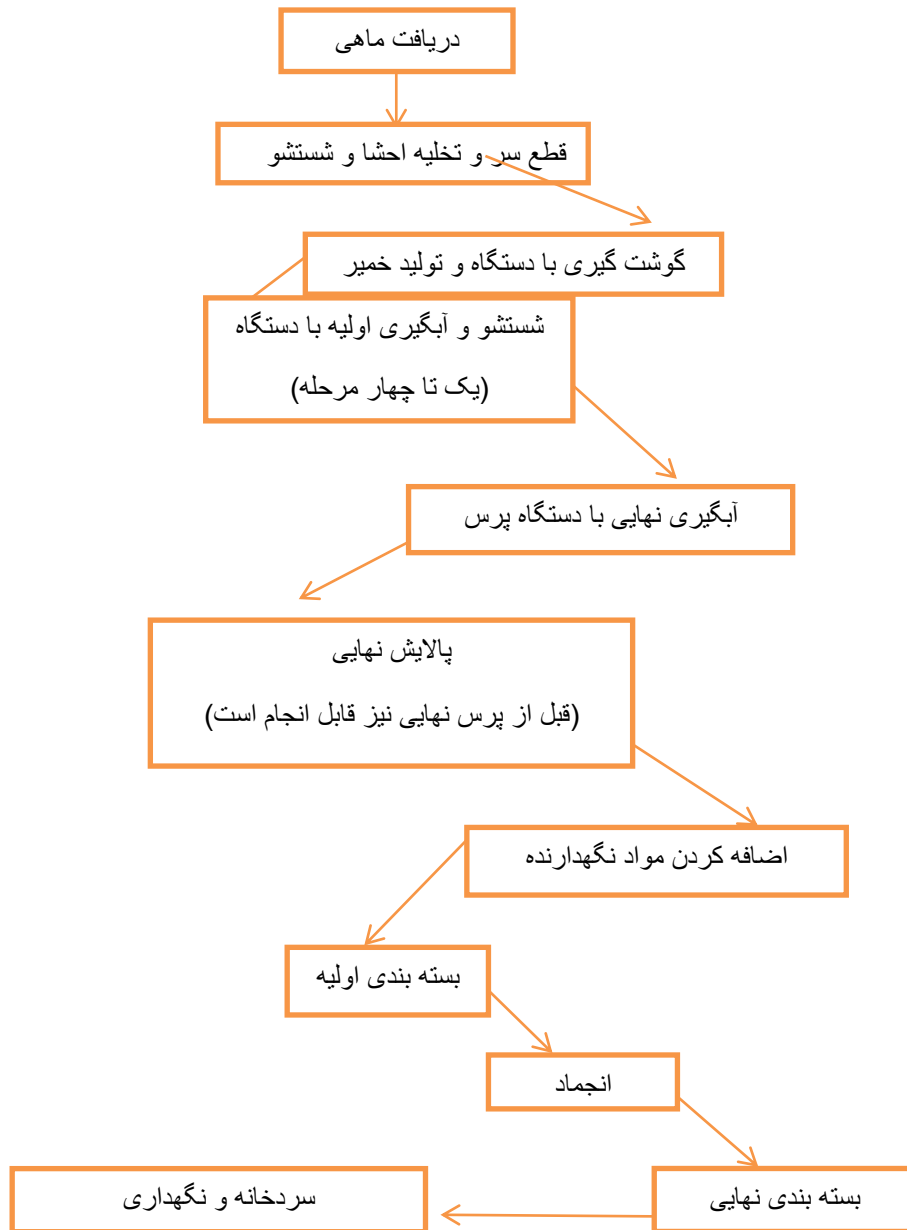 دریافت ماهی
قطع سر و تخلیه احشا و شستشو
گوشت گیری با دستگاه و تولید خمیر
شستشو و آبگیری اولیه با دستگاه
(یک تا چهار مرحله)
آبگیری نهایی با دستگاه پرس
پالایش نهایی
(قبل از پرس نهایی نیز قابل انجام است)
اضافه کردن مواد نگهدارنده
بسته بندی اولیه
انجماد
بسته بندی نهایی
سردخانه و نگهداری